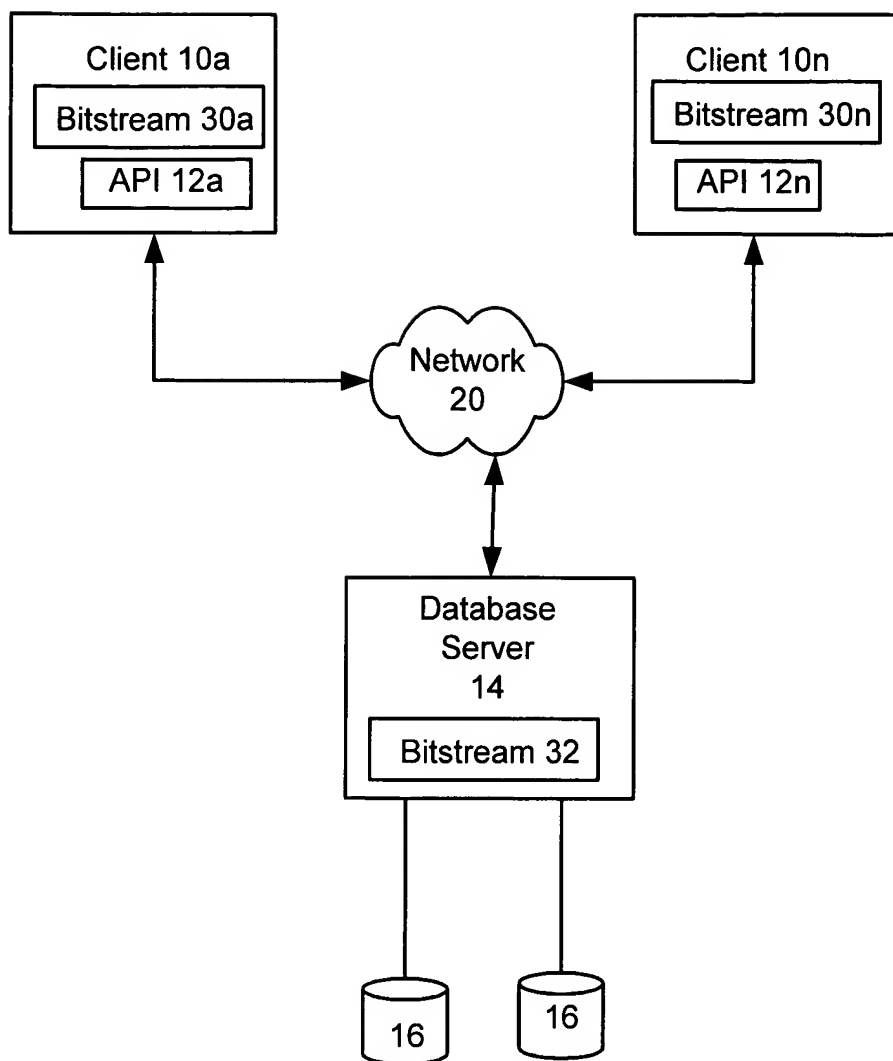 Client 10a
Bitstream 30a
API 12a
Client 10n
Bitstream 30n
API 12n
Network
20
Database
Server
14
Bitstream 32
16
16